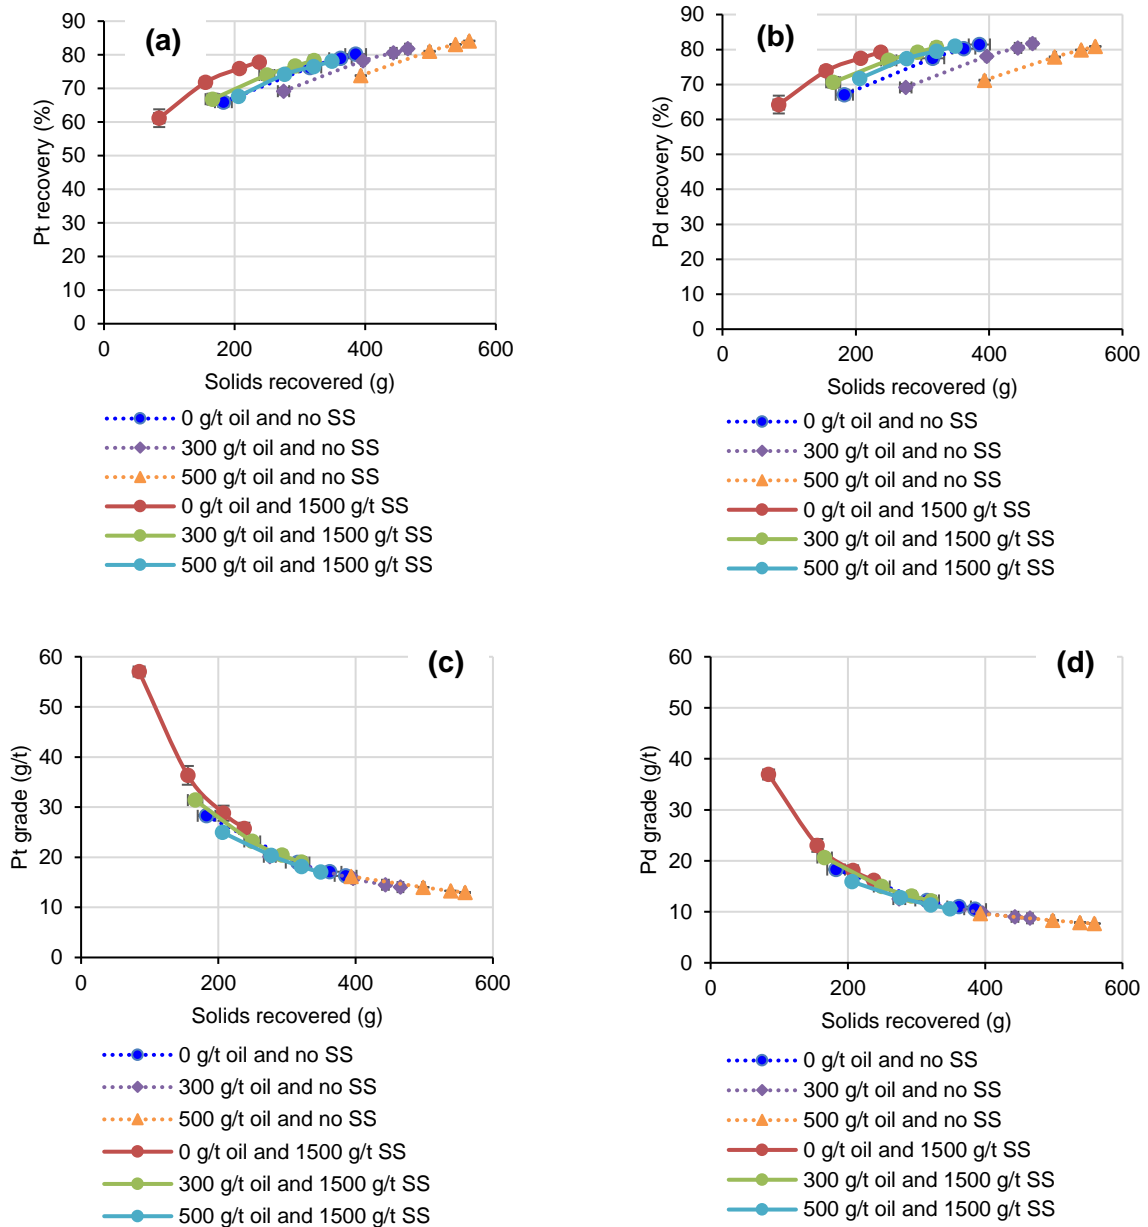 (a)
Pt recovery (%)
90
80
70
60
50
40
30
20
10
0
0 200 400 600
Solids recovered (g)
0 g/t oil and no SS
300 g/t oil and no SS
500 g/t oil and no SS
0 g/t oil and 1500 g/t SS
300 g/t oil and 1500 g/t SS
500 g/t oil and 1500 g/t SS
(b)
Pd recovery (%)
90
80
70
60
50
40
30
20
10
0
0 200 400 600
Solids recovered (g)
0 g/t oil and no SS
300 g/t oil and no SS
500 g/t oil and no SS
0 g/t oil and 1500 g/t SS
300 g/t oil and 1500 g/t SS
500 g/t oil and 1500 g/t SS
(c)
Pt grade (g/t)
60
50
40
30
20
10
0
0 200 400 600
Solids recovered (g)
0 g/t oil and no SS
300 g/t oil and no SS
500 g/t oil and no SS
0 g/t oil and 1500 g/t SS
300 g/t oil and 1500 g/t SS
500 g/t oil and 1500 g/t SS
(d)
Pd grade (g/t)
60
50
40
30
20
10
0
0 200 400 600
Solids recovered (g)
0 g/t oil and no SS
300 g/t oil and no SS
500 g/t oil and no SS
0 g/t oil and 1500 g/t SS
300 g/t oil and 1500 g/t SS
500 g/t oil and 1500 g/t SS